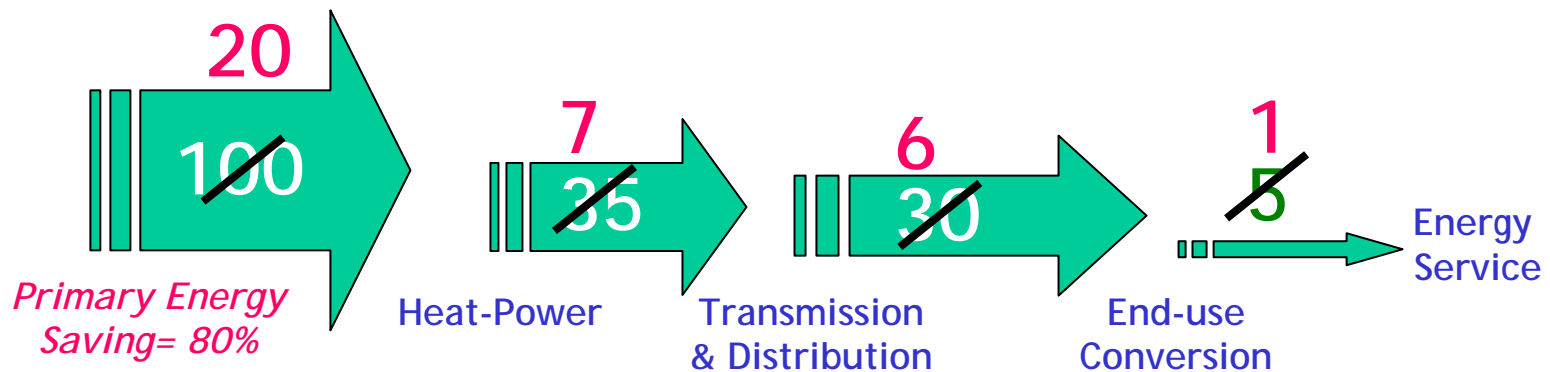 20
100
7
35
6
30
1
5
Energy
Service
Primary Energy
Saving= 80%
Heat-Power
Transmission
& Distribution
End-use
Conversion